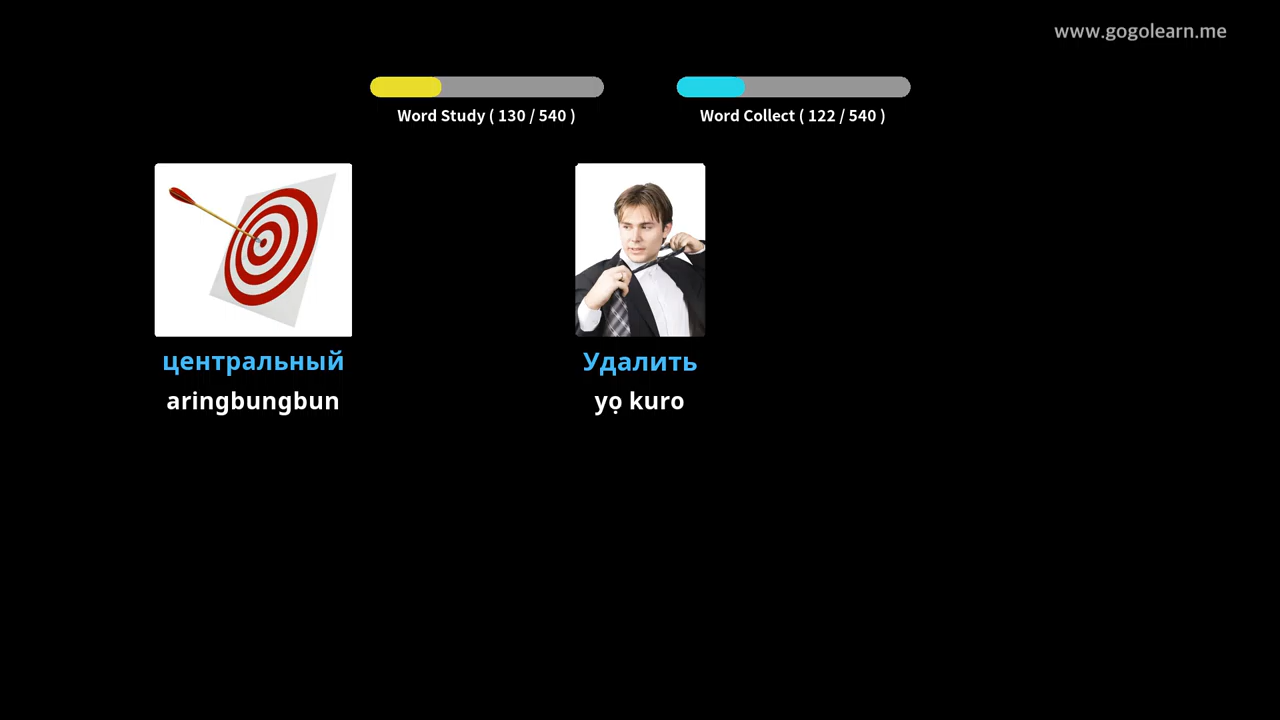 www.gogolearn.me
Word Study ( 130 / 540 )
Word Collect ( 122 / 540 )
центральный
aringbungbun
Удалить
yọ kuro